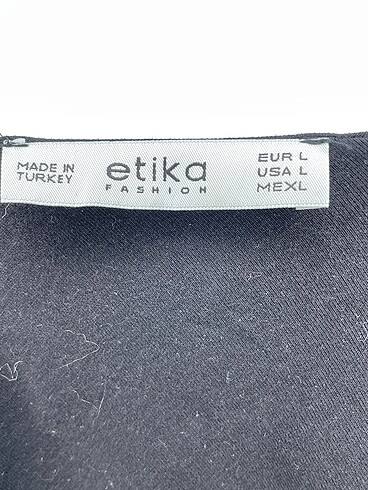 MADE IN
TURKEY
etika
FASHION
EUR L
USA L
MEXL